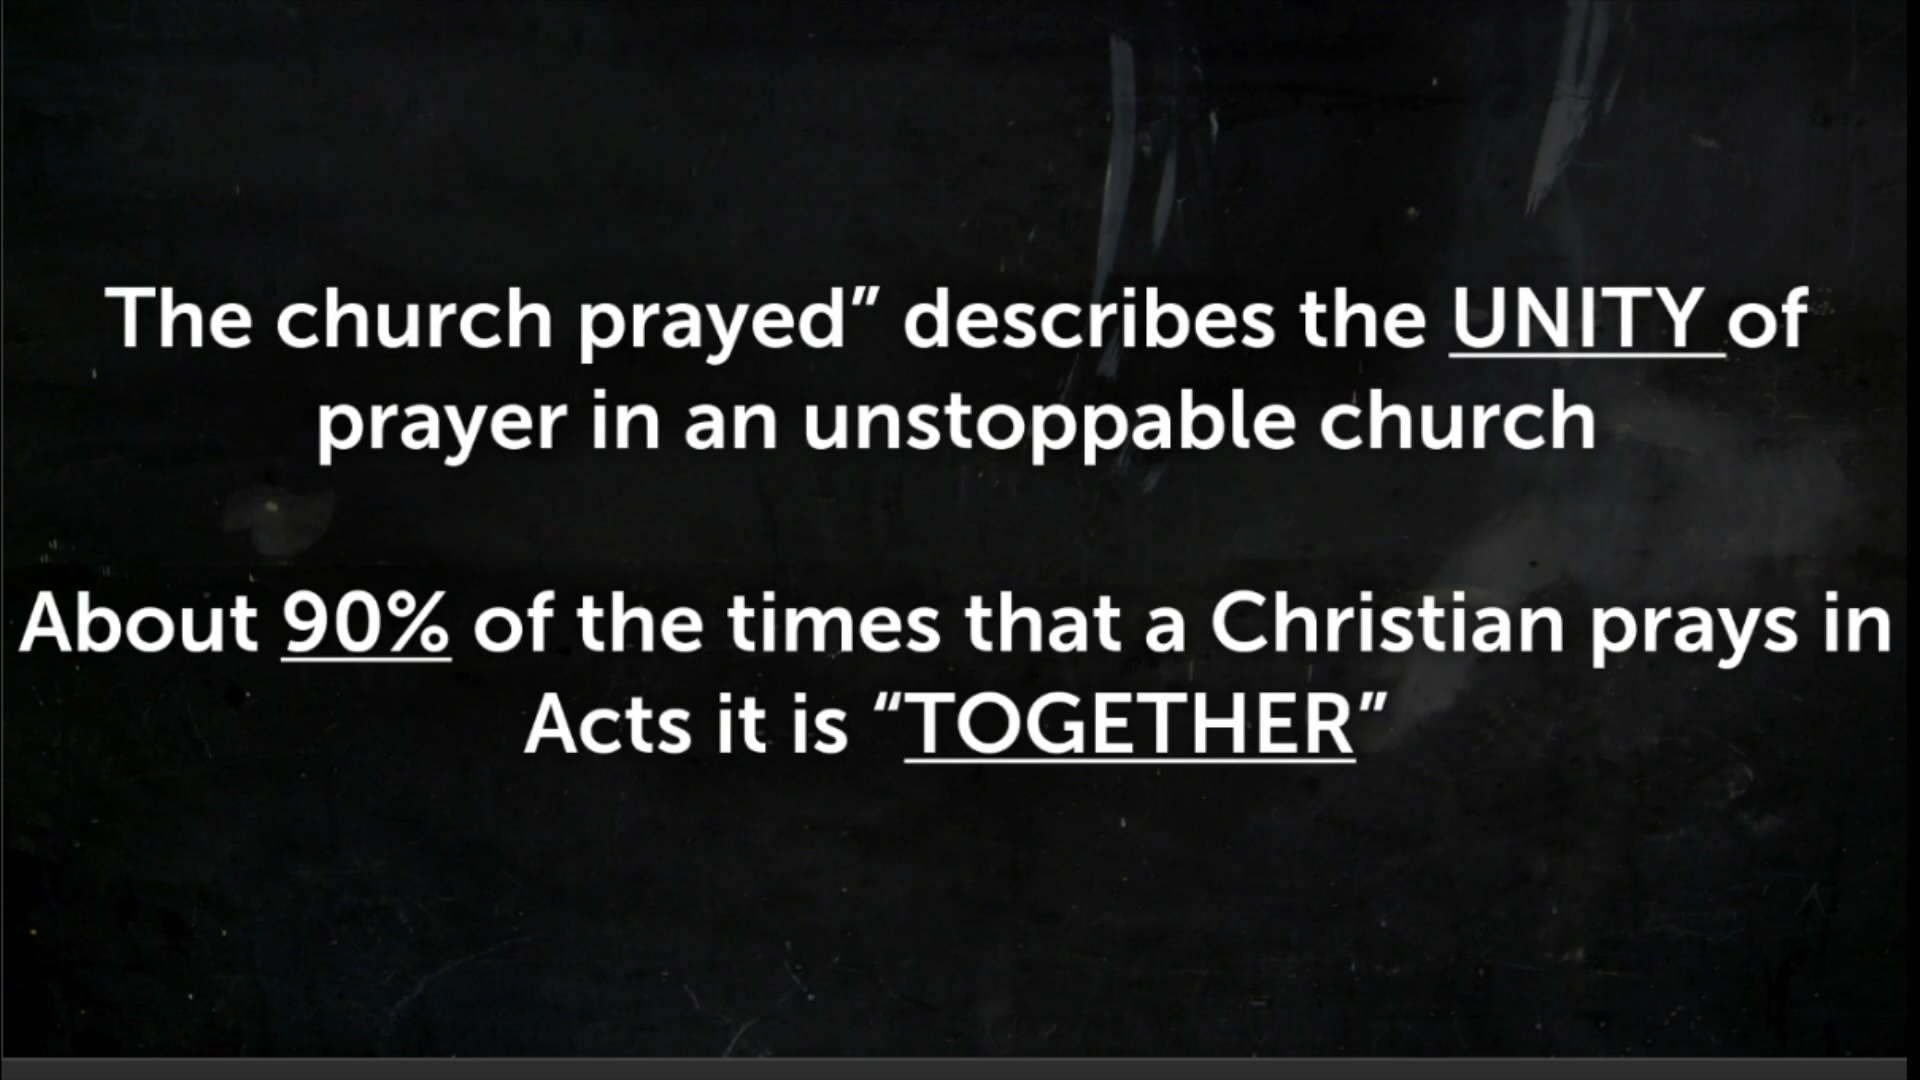 The church prayed” describes the UNITY of
prayer in an unstoppable church
About 90% of the times that a Christian prays in
Acts it is “TOGETHER”